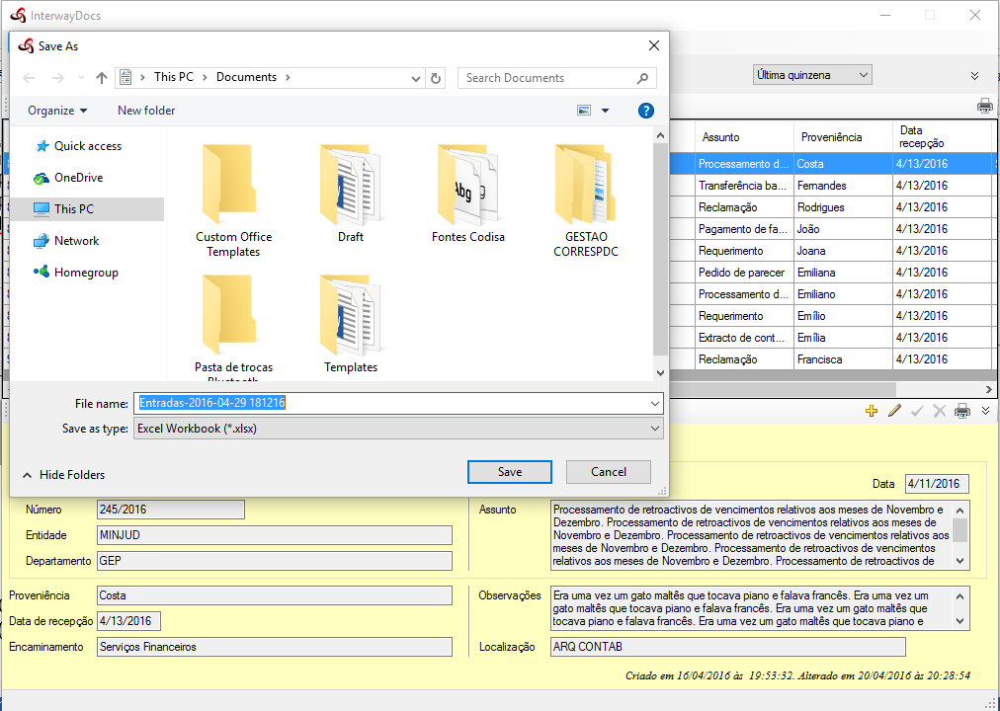 InterwayDocs
Save As
This PC
Documents
Search Documents
Última quinzena
Organize
New folder
?
Quick access
OneDrive
This PC
Network
Homegroup
Custom Office
Templates
Draft
Abg
Fontes Codisa
GESTAO
CORRESPDC
Pasta de trocas
Bluetooth
Templates
Assunto
Proveniência
Data
recepção
Processamento d... Costa 4/13/2016
Transferência ba... Fernandes 4/13/2016
Reclamação Rodrigues 4/13/2016
Pagamento de fa... João 4/13/2016
Requerimento Joana 4/13/2016
Pedido de parecer Emiliana 4/13/2016
Processamento d... Emiliano 4/13/2016
Requerimento Emílio 4/13/2016
Extracto de cont... Emília 4/13/2016
Reclamação Francisca 4/13/2016
File name: Entradas-2016-04-29 181216
Save as type: Excel Workbook (*.xlsx)
Hide Folders
Save
Cancel
Data 4/11/2016
Número 245/2016
Entidade MINJUD
Departamento GEP
Assunto
Processamento de retroactivos de vencimentos relativos aos meses de Novembro e
Dezembro. Processamento de retroactivos de vencimentos relativos aos meses de
Novembro e Dezembro. Processamento de retroactivos de vencimentos relativos aos
meses de Novembro e Dezembro. Processamento de retroactivos de vencimentos
relativos aos meses de Novembro e Dezembro. Processamento de retroactivos de
Proveniência Costa
Data de recepção 4/13/2016
Encaminamento Serviços Financeiros
Observações
Era uma vez um gato maltês que tocava piano e falava francês. Era uma vez um
gato maltês que tocava piano e falava francês. Era uma vez um gato maltês que
tocava piano e falava francês. Era uma vez um gato maltês que tocava piano e
Localização ARQ CONTAB
Criado em 16/04/2016 às 19:53:32. Alterado em 20/04/2016 às 20:28:54